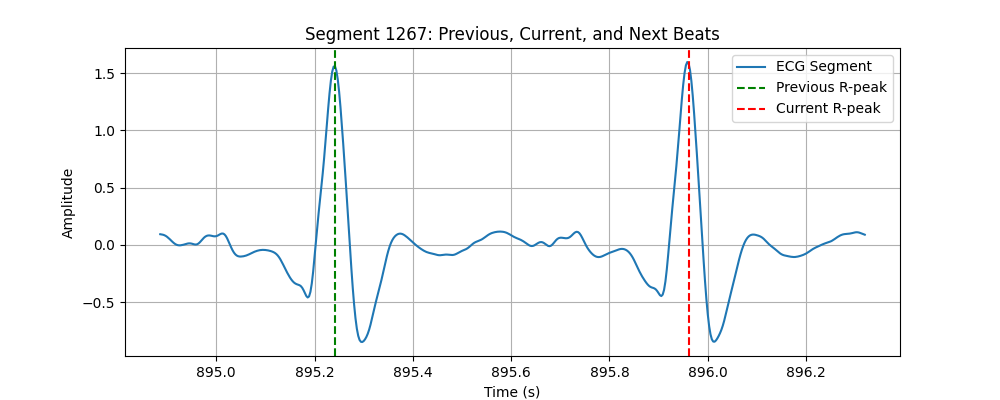 Segment 1267: Previous, Current, and Next Beats
ECG Segment
Previous R-peak
Current R-peak
1.5
1.0
0.5
0.0
−0.5
Amplitude
895.0 895.2 895.4 895.6 895.8 896.0 896.2
Time (s)